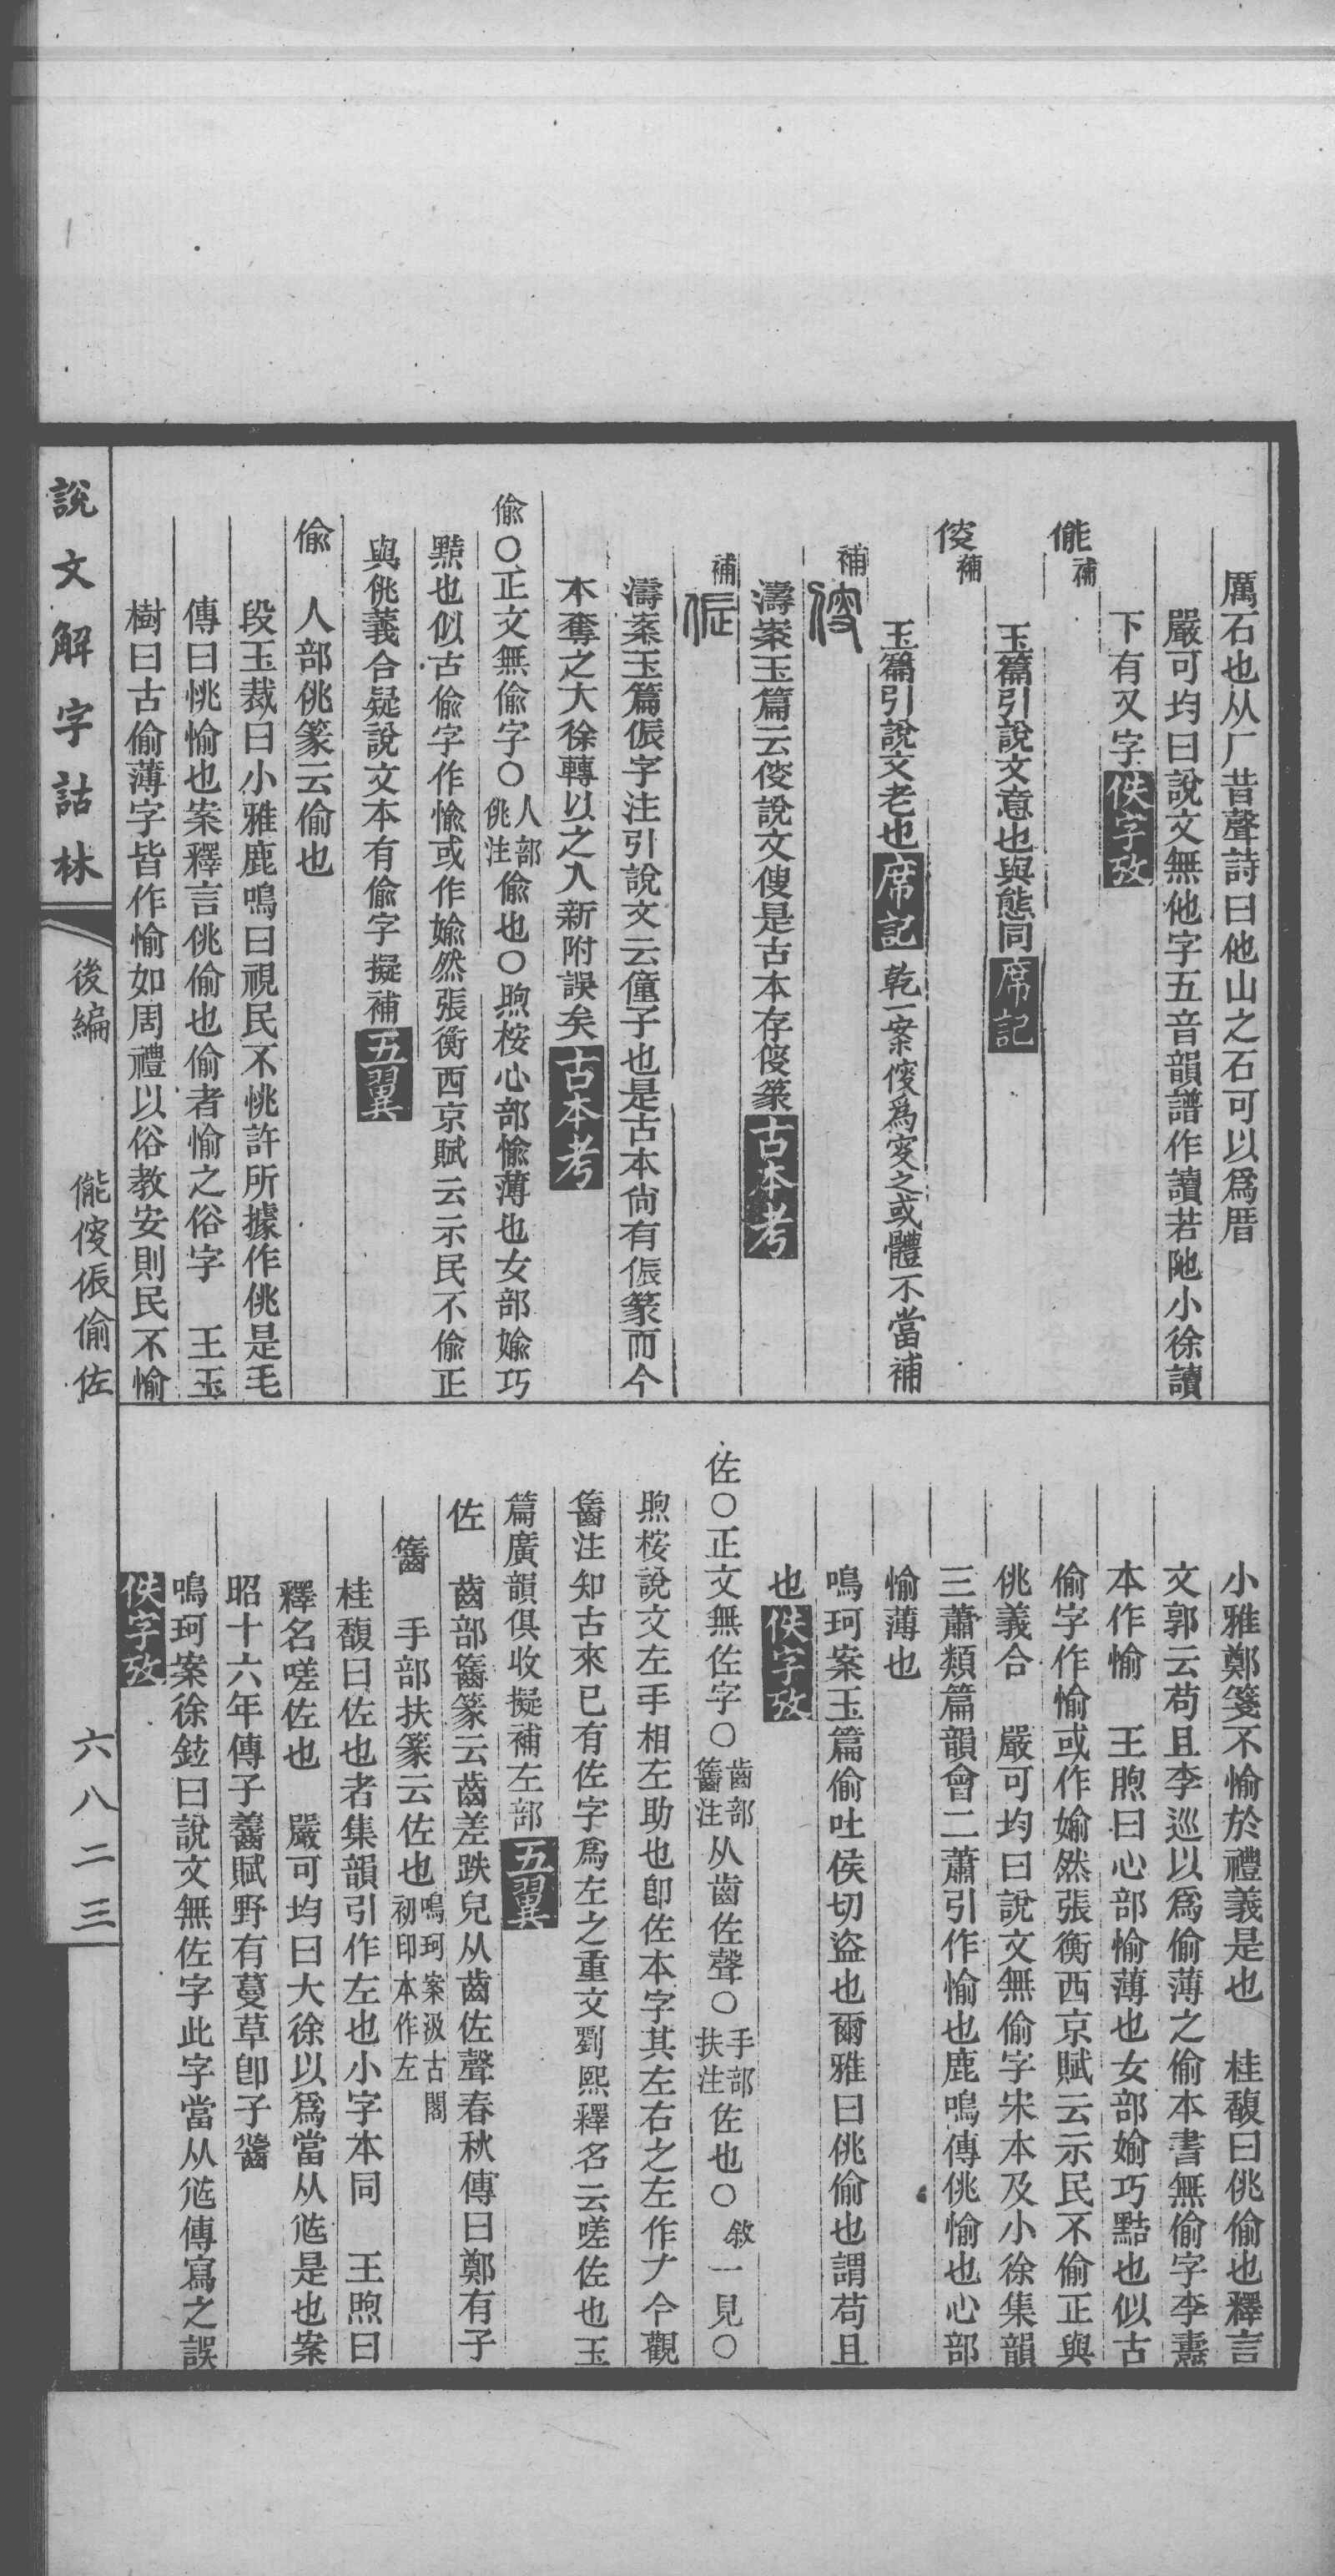 厲石也从厂昔聲詩曰他山之石可以爲厝
嚴可均曰說文無他字五音韻譜作讀若阤小徐讀
下有又字佚字攷
儱補
玉篇引說文意也與態同席記
㑻補
玉篇引說文老也席記 乾一案傁爲叜之或體不當補
補傁
濤案玉篇云㑻說文傁是古本存傁篆古本考
補侲
濤案玉篇侲字注引說文云僮子也是古本尙有侲篆而今
本奪之大徐轉以之入新附誤矣古本考
偸○正文無偸字○人部佻注偸也○煦桉心部愉薄也女部媮巧
黠也似古偸字作愉或作媮然張衡西京賦云示民不偸正
與佻義合疑說文本有偸字擬補五翼
偸 人部佻篆云偷也
段玉裁曰小雅鹿鳴曰視民不恌許所據作佻是毛
傳曰恌愉也案釋言佻偷也偷者愉之俗字 王玉
樹曰古偷薄字皆作愉如周禮以俗教安則民不愉
小雅鄭箋不愉於禮義是也 桂馥曰佻偷也釋言
文郭云苟且李巡以爲偷薄之偷本書無偷字李燾
本作愉 王煦曰心部愉薄也女部媮巧黠也似古
偷字作愉或作媮然張衡西京賦云示民不偷正與
佻義合 嚴可均曰說文無偷字宋本及小徐集韻
三蕭類篇韻會二蕭引作愉也鹿鳴傳佻愉也心部
愉薄也
鳴珂案玉篇偷吐侯切盜也爾雅曰佻偷也謂苟且
也佚字攷
佐○正文無佐字○齒部䶥注从齒佐聲○手部扶注佐也○敘一見○
煦桉說文左手相左助也卽佐本字其左右之左作𠂇今觀
䶥注知古來已有佐字爲左之重文劉熙釋名云嗟佐也玉
篇廣韻俱收擬補左部五翼
佐 齒部䶥篆云齒差跌皃从齒佐聲春秋傳曰鄭有子
䶥 手部扶篆云佐也鳴珂案汲古閣初印本作左
桂馥曰佐也者集韻引作左也小字本同 王煦曰
釋名嗟佐也 嚴可均曰大徐以爲當从㝾是也案
昭十六年傳子齹賦野有蔓草卽子䶥
鳴珂案徐鉉曰說文無佐字此字當从㝾傳寫之誤
佚字攷
說文解字詁林
後編 儱㑻侲偷佐
六八二三